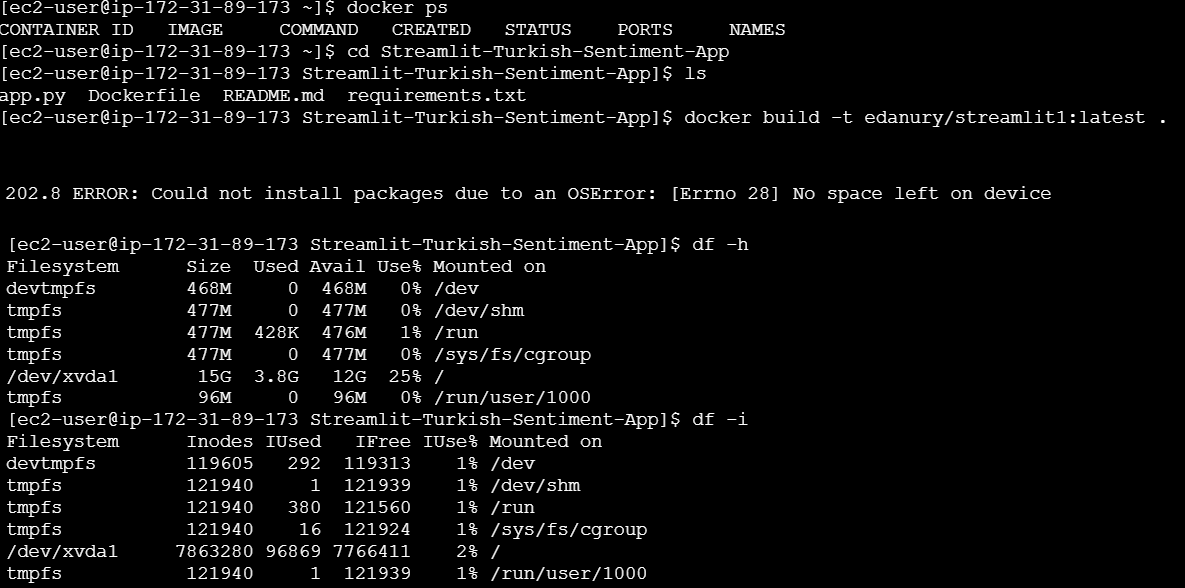 [ec2-user@ip-172-31-89-173 ~]$ docker ps
CONTAINER ID   IMAGE     COMMAND   CREATED   STATUS    PORTS     NAMES
[ec2-user@ip-172-31-89-173 ~]$ cd Streamlit-Turkish-Sentiment-App
[ec2-user@ip-172-31-89-173 Streamlit-Turkish-Sentiment-App]$ ls
app.py  Dockerfile  README.md  requirements.txt
[ec2-user@ip-172-31-89-173 Streamlit-Turkish-Sentiment-App]$ docker build -t edanury/streamlit1:latest .
202.8 ERROR: Could not install packages due to an OSError: [Errno 28] No space left on device
[ec2-user@ip-172-31-89-173 Streamlit-Turkish-Sentiment-App]$ df -h
Filesystem      Size  Used Avail Use% Mounted on
devtmpfs        468M     0  468M   0% /dev
tmpfs           477M     0  477M   0% /dev/shm
tmpfs           477M  428K  476M   1% /run
tmpfs           477M     0  477M   0% /sys/fs/cgroup
/dev/xvda1       15G  3.8G   12G  25% /
tmpfs            96M     0   96M   0% /run/user/1000
[ec2-user@ip-172-31-89-173 Streamlit-Turkish-Sentiment-App]$ df -i
Filesystem      Inodes IUsed   IFree IUse% Mounted on
devtmpfs        119605   292  119313    1% /dev
tmpfs           121940     1  121939    1% /dev/shm
tmpfs           121940   380  121560    1% /run
tmpfs           121940    16  121924    1% /sys/fs/cgroup
/dev/xvda1     7863280 96869 7766411    2% /
tmpfs           121940     1  121939    1% /run/user/1000